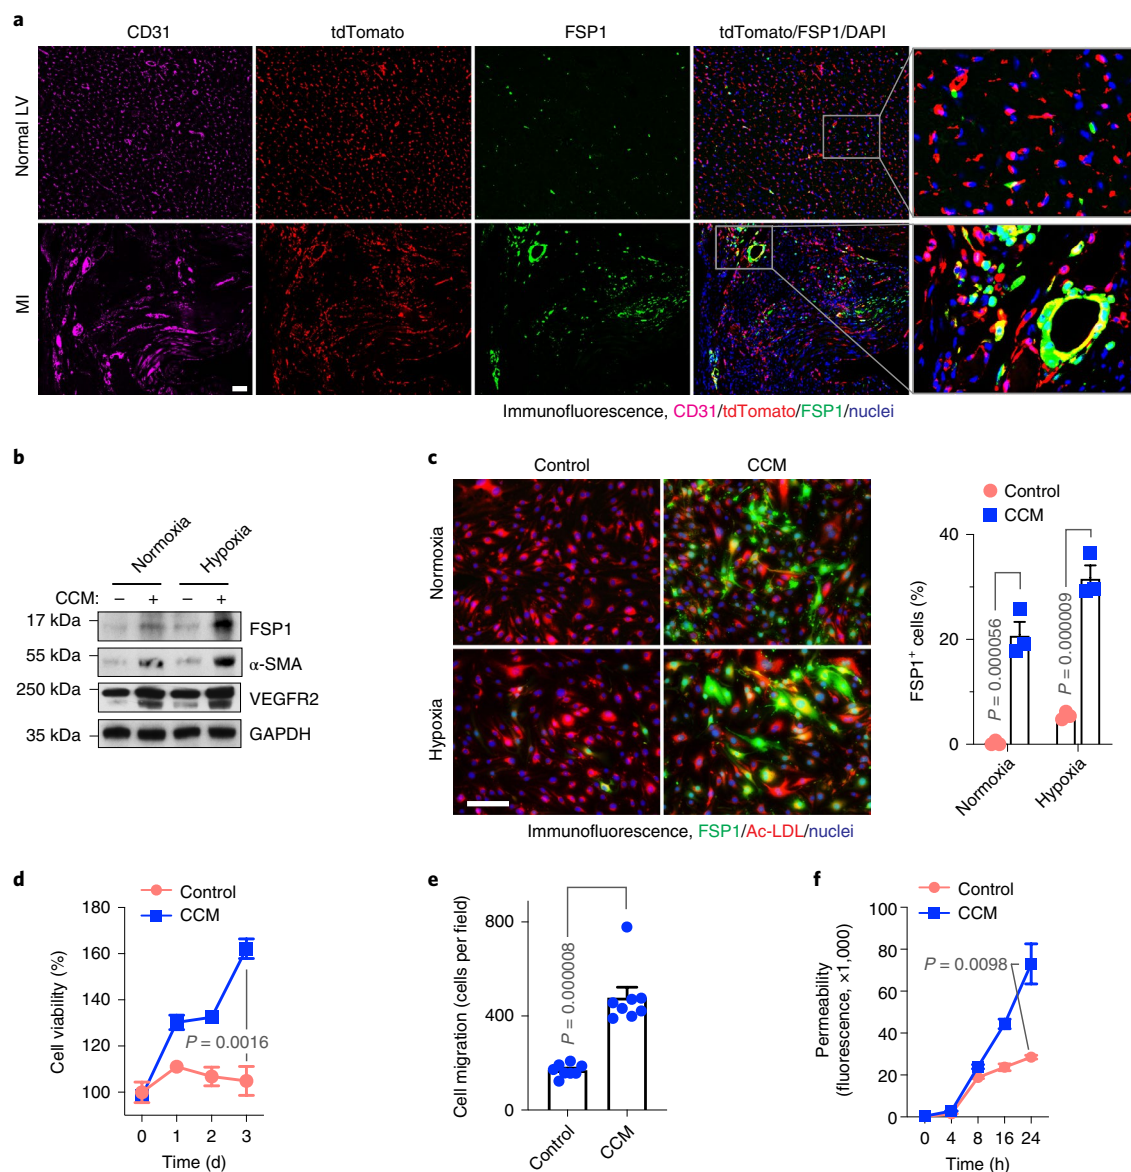 a
CD31
tdTomato
FSP1
tdTomato/FSP1/DAPI
Normal LV
MI
Immunofluorescence, CD31/tdTomato/FSP1/nuclei
b
Normoxia
Hypoxia
CCM: – + – +
17 kDa
FSP1
55 kDa
α-SMA
250 kDa
VEGFR2
35 kDa
GAPDH
c
Control
CCM
Normoxia
Hypoxia
Immunofluorescence, FSP1/Ac-LDL/nuclei
Control
CCM
FSP1+ cells (%)
40
20
0
P = 0.000056
P = 0.000009
Normoxia
Hypoxia
d
Control
CCM
Cell viability (%)
180
160
140
120
100
P = 0.0016
0 1 2 3
Time (d)
e
Cell migration (cells per field)
800
400
0
P = 0.000008
Control
CCM
f
Control
CCM
Permeability
(fluorescence, ×1,000)
100
80
60
40
20
0
P = 0.0098
0 4 8 16 24
Time (h)